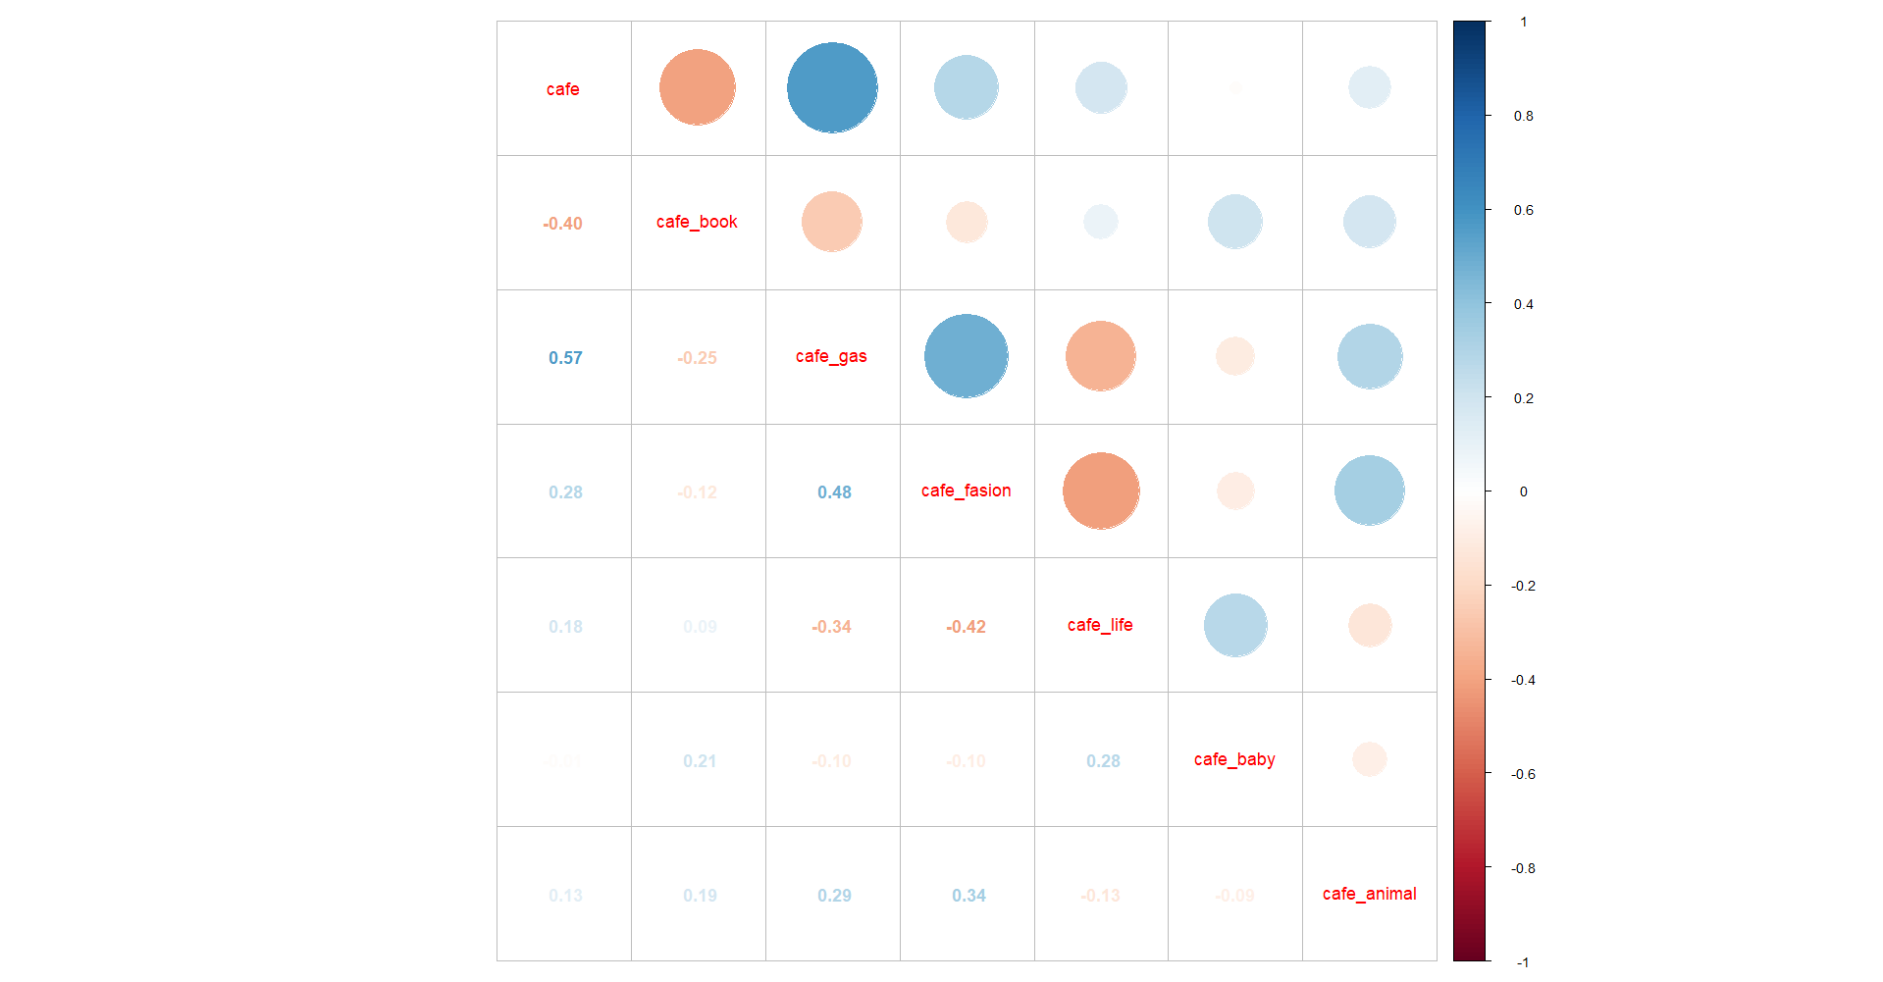 1
cafe
0.8
-0.40 cafe_book
0.6
0.4
0.57 -0.25 cafe_gas
0.2
0.28 -0.12 0.48 cafe_fasion
0
-0.2
0.18 0.09 -0.34 -0.42 cafe_life
-0.4
0.21 -0.10 -0.10 0.28 cafe_baby
-0.6
-0.8
0.13 0.19 0.29 0.34 -0.13 -0.09 cafe_animal
-1